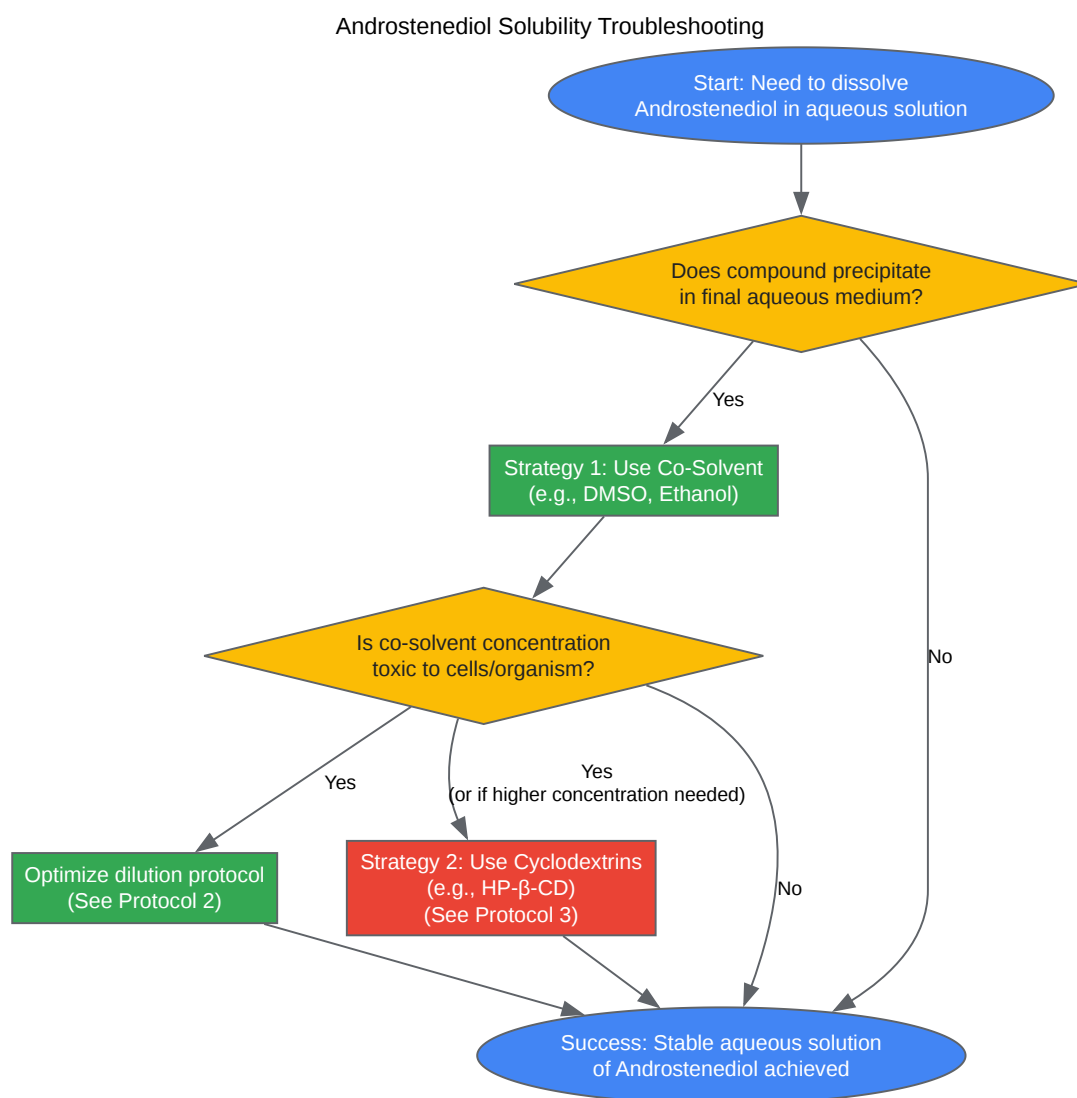 Androstenediol Solubility Troubleshooting
Start: Need to dissolve
Androstenediol in aqueous solution
Does compound precipitate
in final aqueous medium?
Yes
Strategy 1: Use Co-Solvent
(e.g., DMSO, Ethanol)
Is co-solvent concentration
toxic to cells/organism?
No
Yes
Yes
(or if higher concentration needed)
Optimize dilution protocol
(See Protocol 2)
Strategy 2: Use Cyclodextrins
(e.g., HP-β-CD)
(See Protocol 3)
No
Success: Stable aqueous solution
of Androstenediol achieved